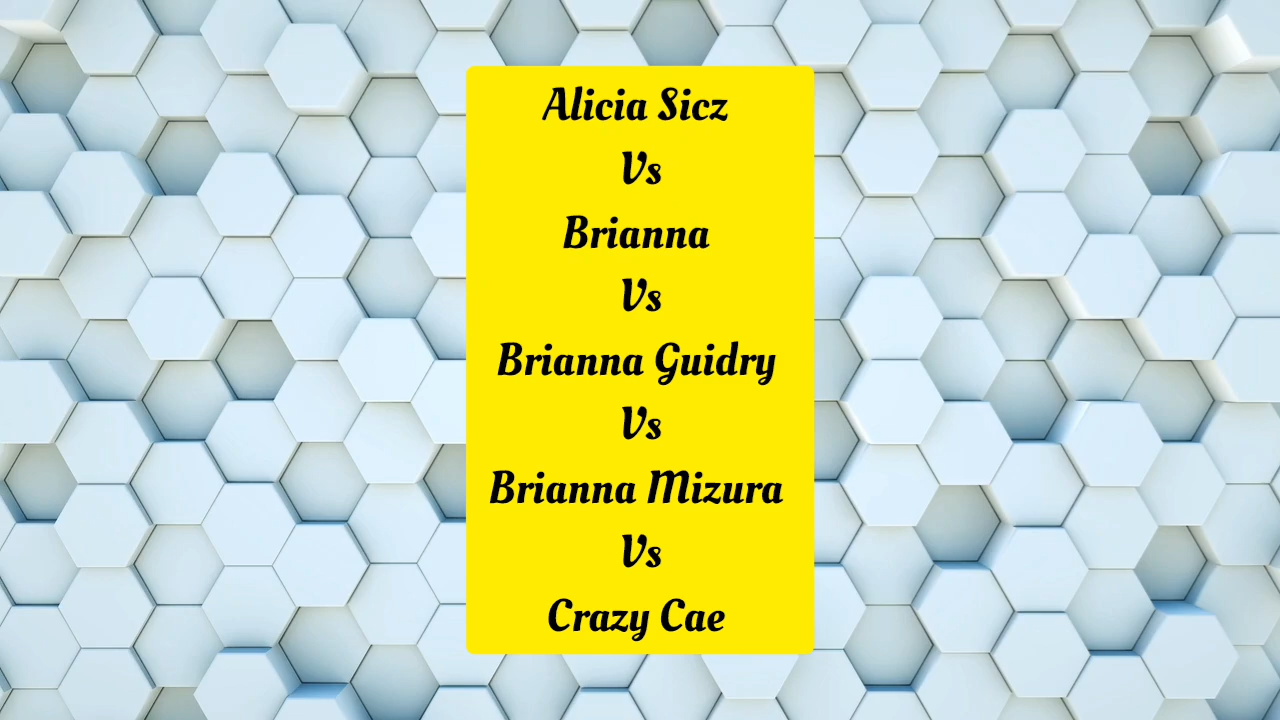 Alicia Sicz
Vs
Brianna
Vs
Brianna Guidry
Vs
Brianna Mizura
Vs
Crazy Cae